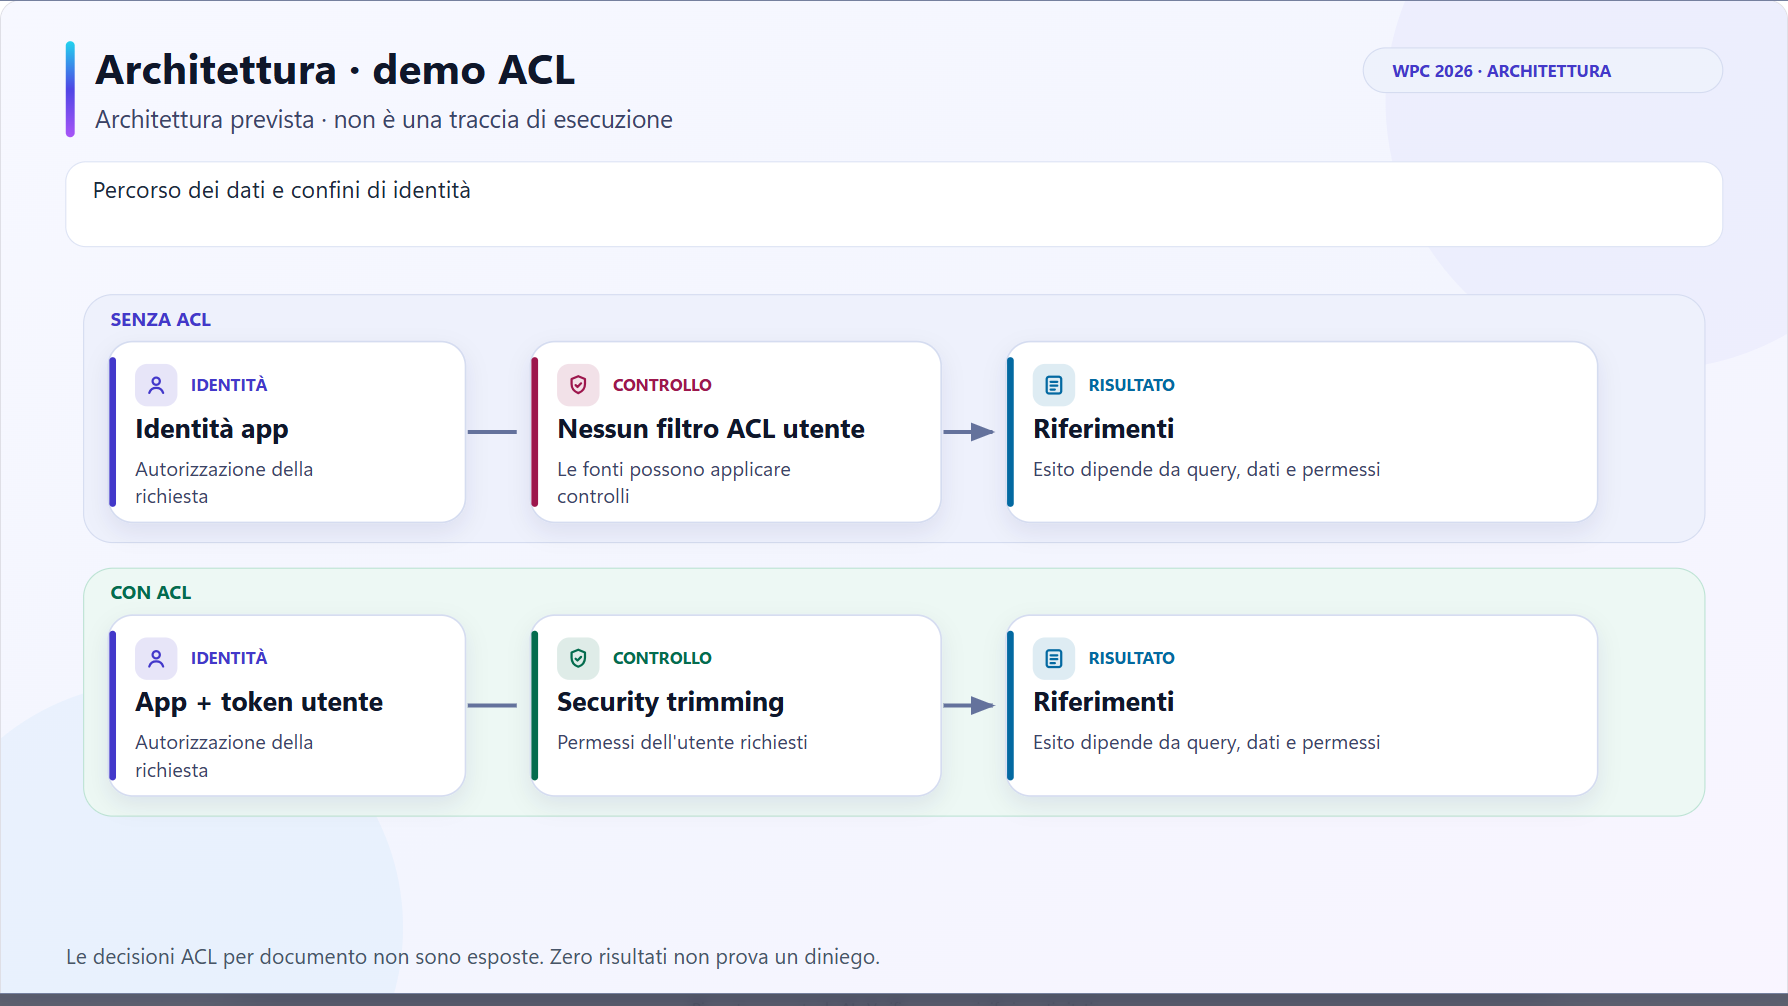 Architettura · demo ACL
WPC 2026 · ARCHITETTURA
Architettura prevista · non è una traccia di esecuzione
Percorso dei dati e confini di identità
SENZA ACL
IDENTITÀ
Identità app
Autorizzazione della
richiesta
CONTROLLO
Nessun filtro ACL utente
Le fonti possono applicare
controlli
RISULTATO
Riferimenti
Esito dipende da query, dati e permessi
CON ACL
IDENTITÀ
App + token utente
Autorizzazione della
richiesta
CONTROLLO
Security trimming
Permessi dell'utente richiesti
RISULTATO
Riferimenti
Esito dipende da query, dati e permessi
Le decisioni ACL per documento non sono esposte. Zero risultati non prova un diniego.